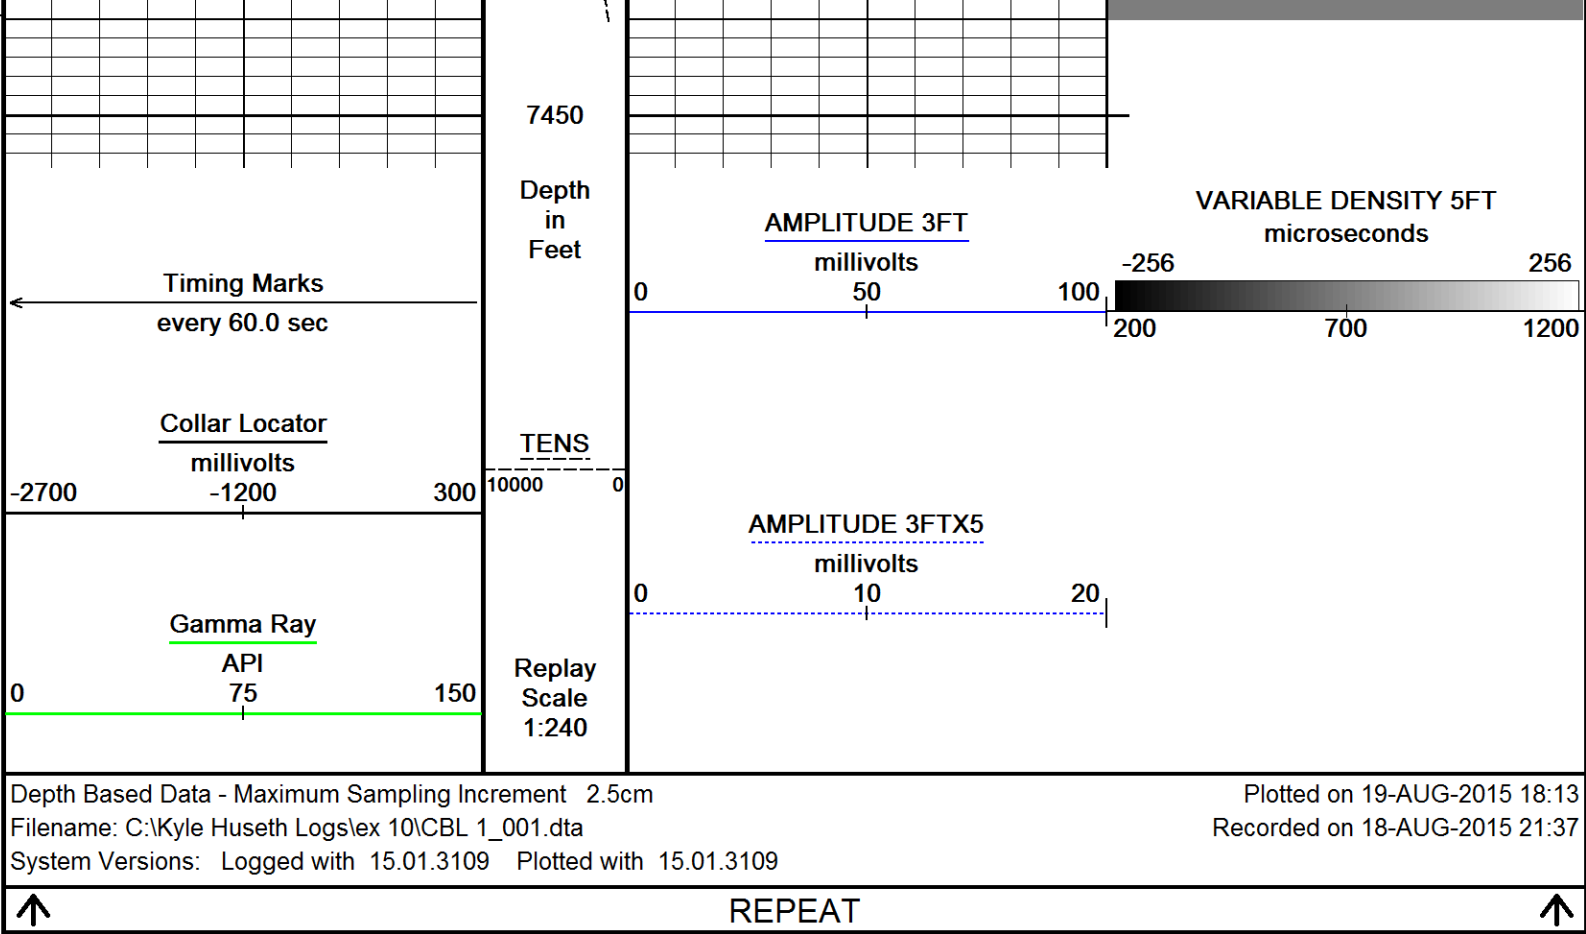 7450
Depth
in
Feet
Timing Marks
every 60.0 sec
Collar Locator
millivolts
-2700 -1200 300
Gamma Ray
API
0 75 150
TENS
10000 0
Replay
Scale
1:240
AMPLITUDE 3FT
millivolts
0 50 100
AMPLITUDE 3FTX5
millivolts
0 10 20
VARIABLE DENSITY 5FT
microseconds
-256 256
200 700 1200
Depth Based Data - Maximum Sampling Increment 2.5cm
Plotted on 19-AUG-2015 18:13
Filename: C:\Kyle Huseth Logs\ex 10\CBL 1_001.dta
Recorded on 18-AUG-2015 21:37
System Versions: Logged with 15.01.3109 Plotted with 15.01.3109
REPEAT